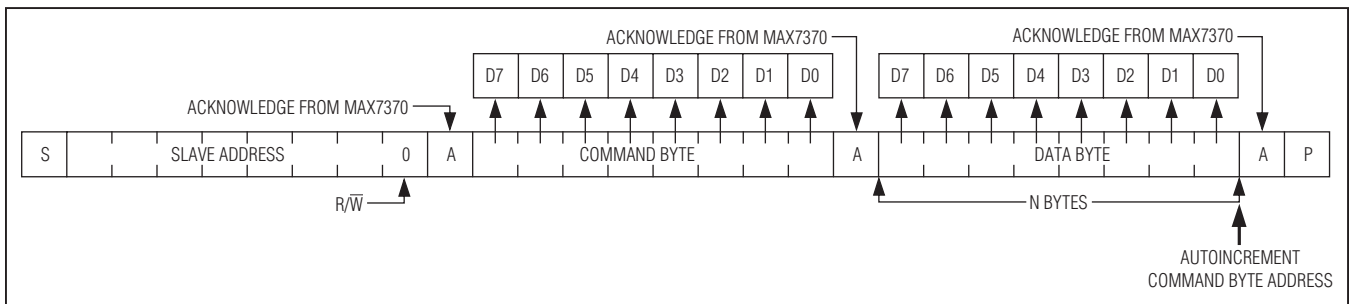 ACKNOWLEDGE FROM MAX7370
ACKNOWLEDGE FROM MAX7370
D7 D6 D5 D4 D3 D2 D1 D0
D7 D6 D5 D4 D3 D2 D1 D0
ACKNOWLEDGE FROM MAX7370
S SLAVE ADDRESS 0 A COMMAND BYTE A DATA BYTE A P
R/W̅
N BYTES
AUTOINCREMENT
COMMAND BYTE ADDRESS